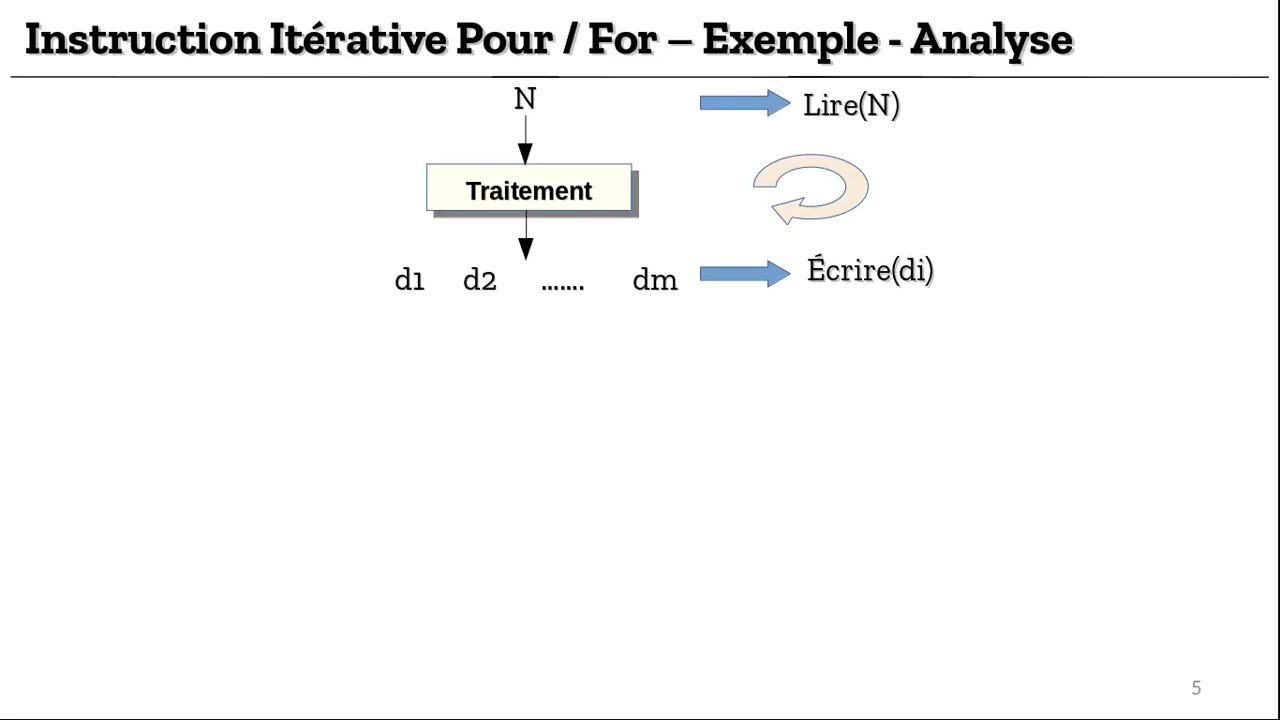 Instruction Itérative Pour / For – Exemple - Analyse
N
Lire(N)
Traitement
d1 d2 ....... dm
Écrire(di)
5